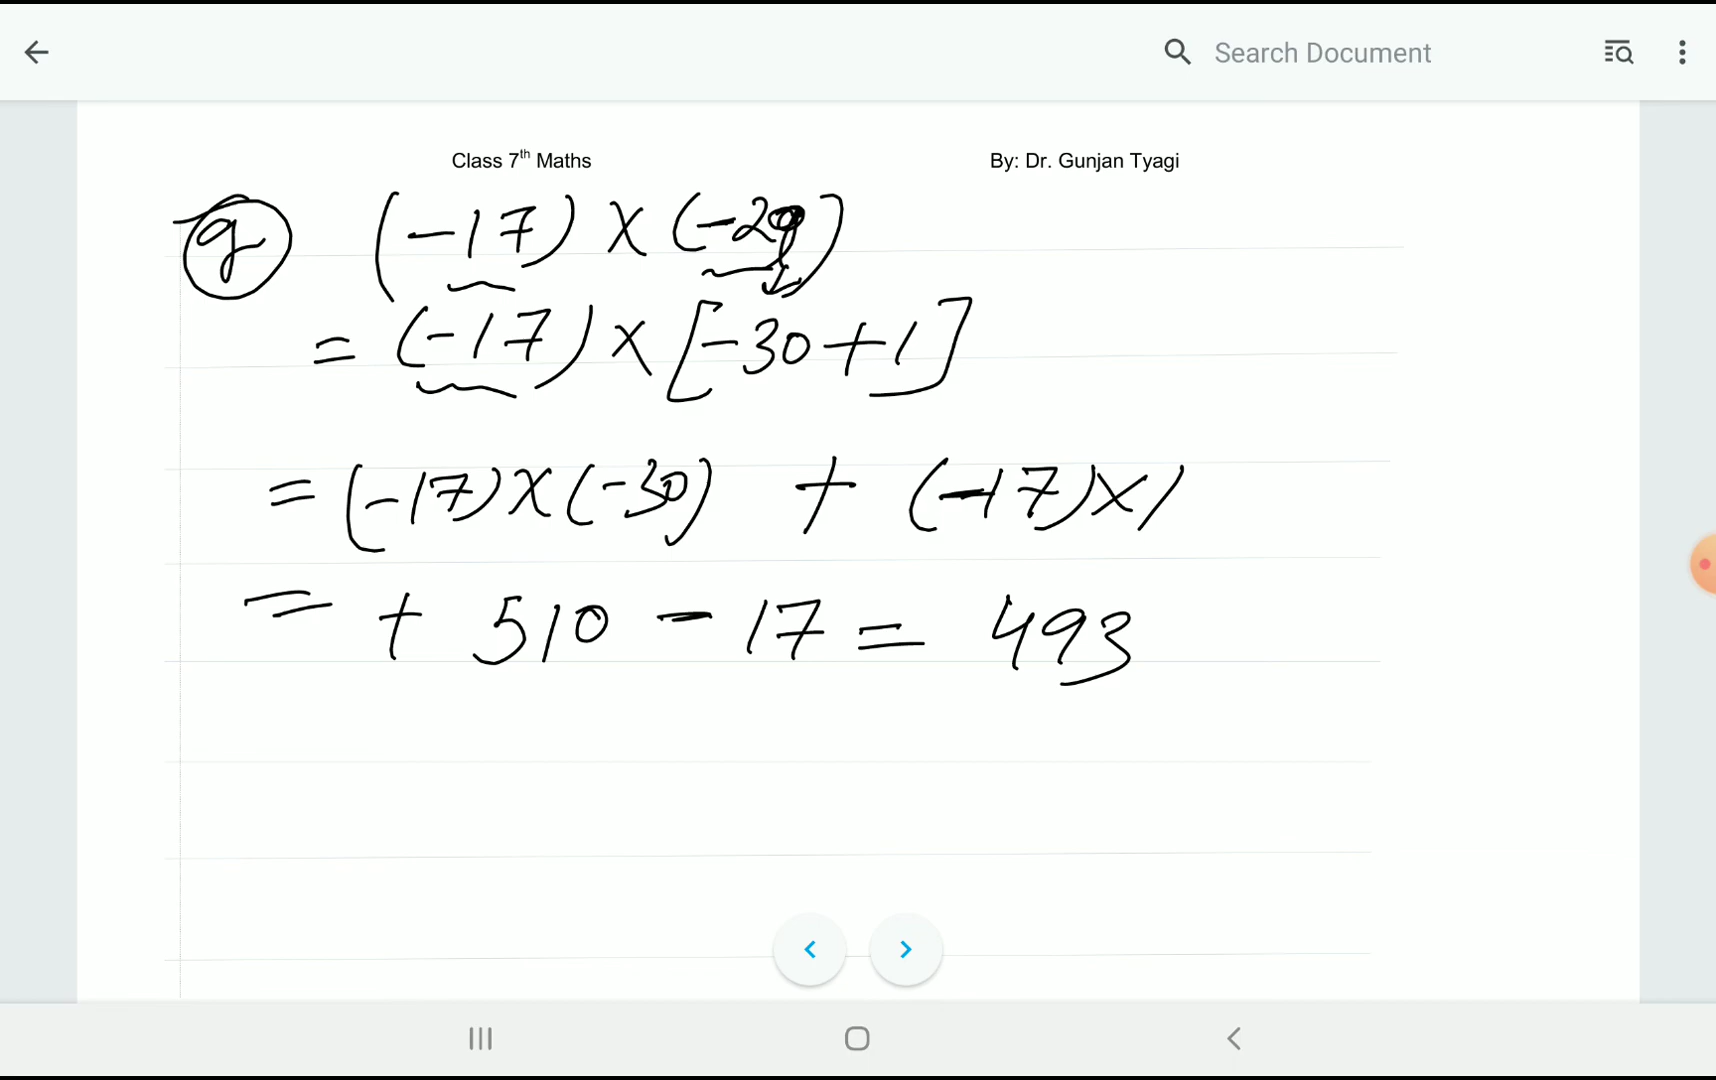 Search Document
Class 7th Maths By: Dr. Gunjan Tyagi
g (-17) × (-29)
= (-17) × [-30+1]
= (-17)×(-30) + (-17)×1
= + 510 - 17 = 493